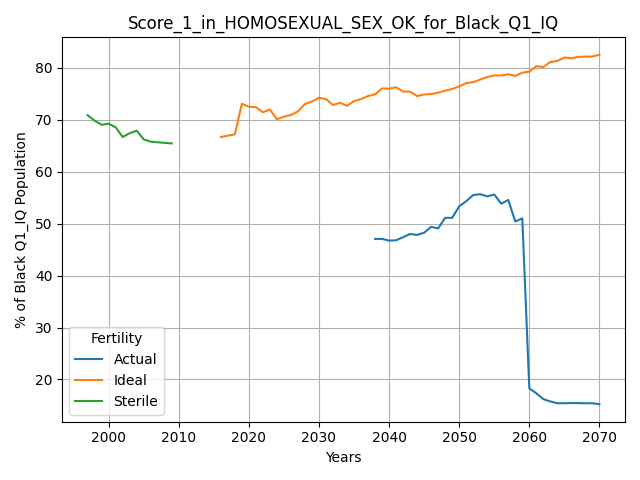 Score_1_in_HOMOSEXUAL_SEX_OK_for_Black_Q1_IQ
% of Black Q1_IQ Population
80
70
60
50
40
30
20
Fertility
Actual
Ideal
Sterile
2000 2010 2020 2030 2040 2050 2060 2070
Years